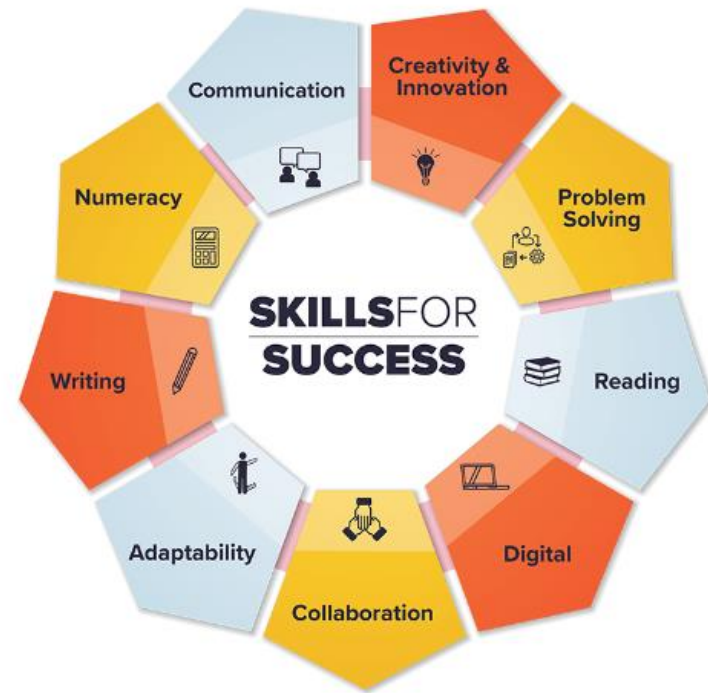 Communication
Creativity &
Innovation
Problem
Solving
Reading
Digital
Collaboration
Adaptability
Writing
Numeracy
SKILLSFOR
SUCCESS